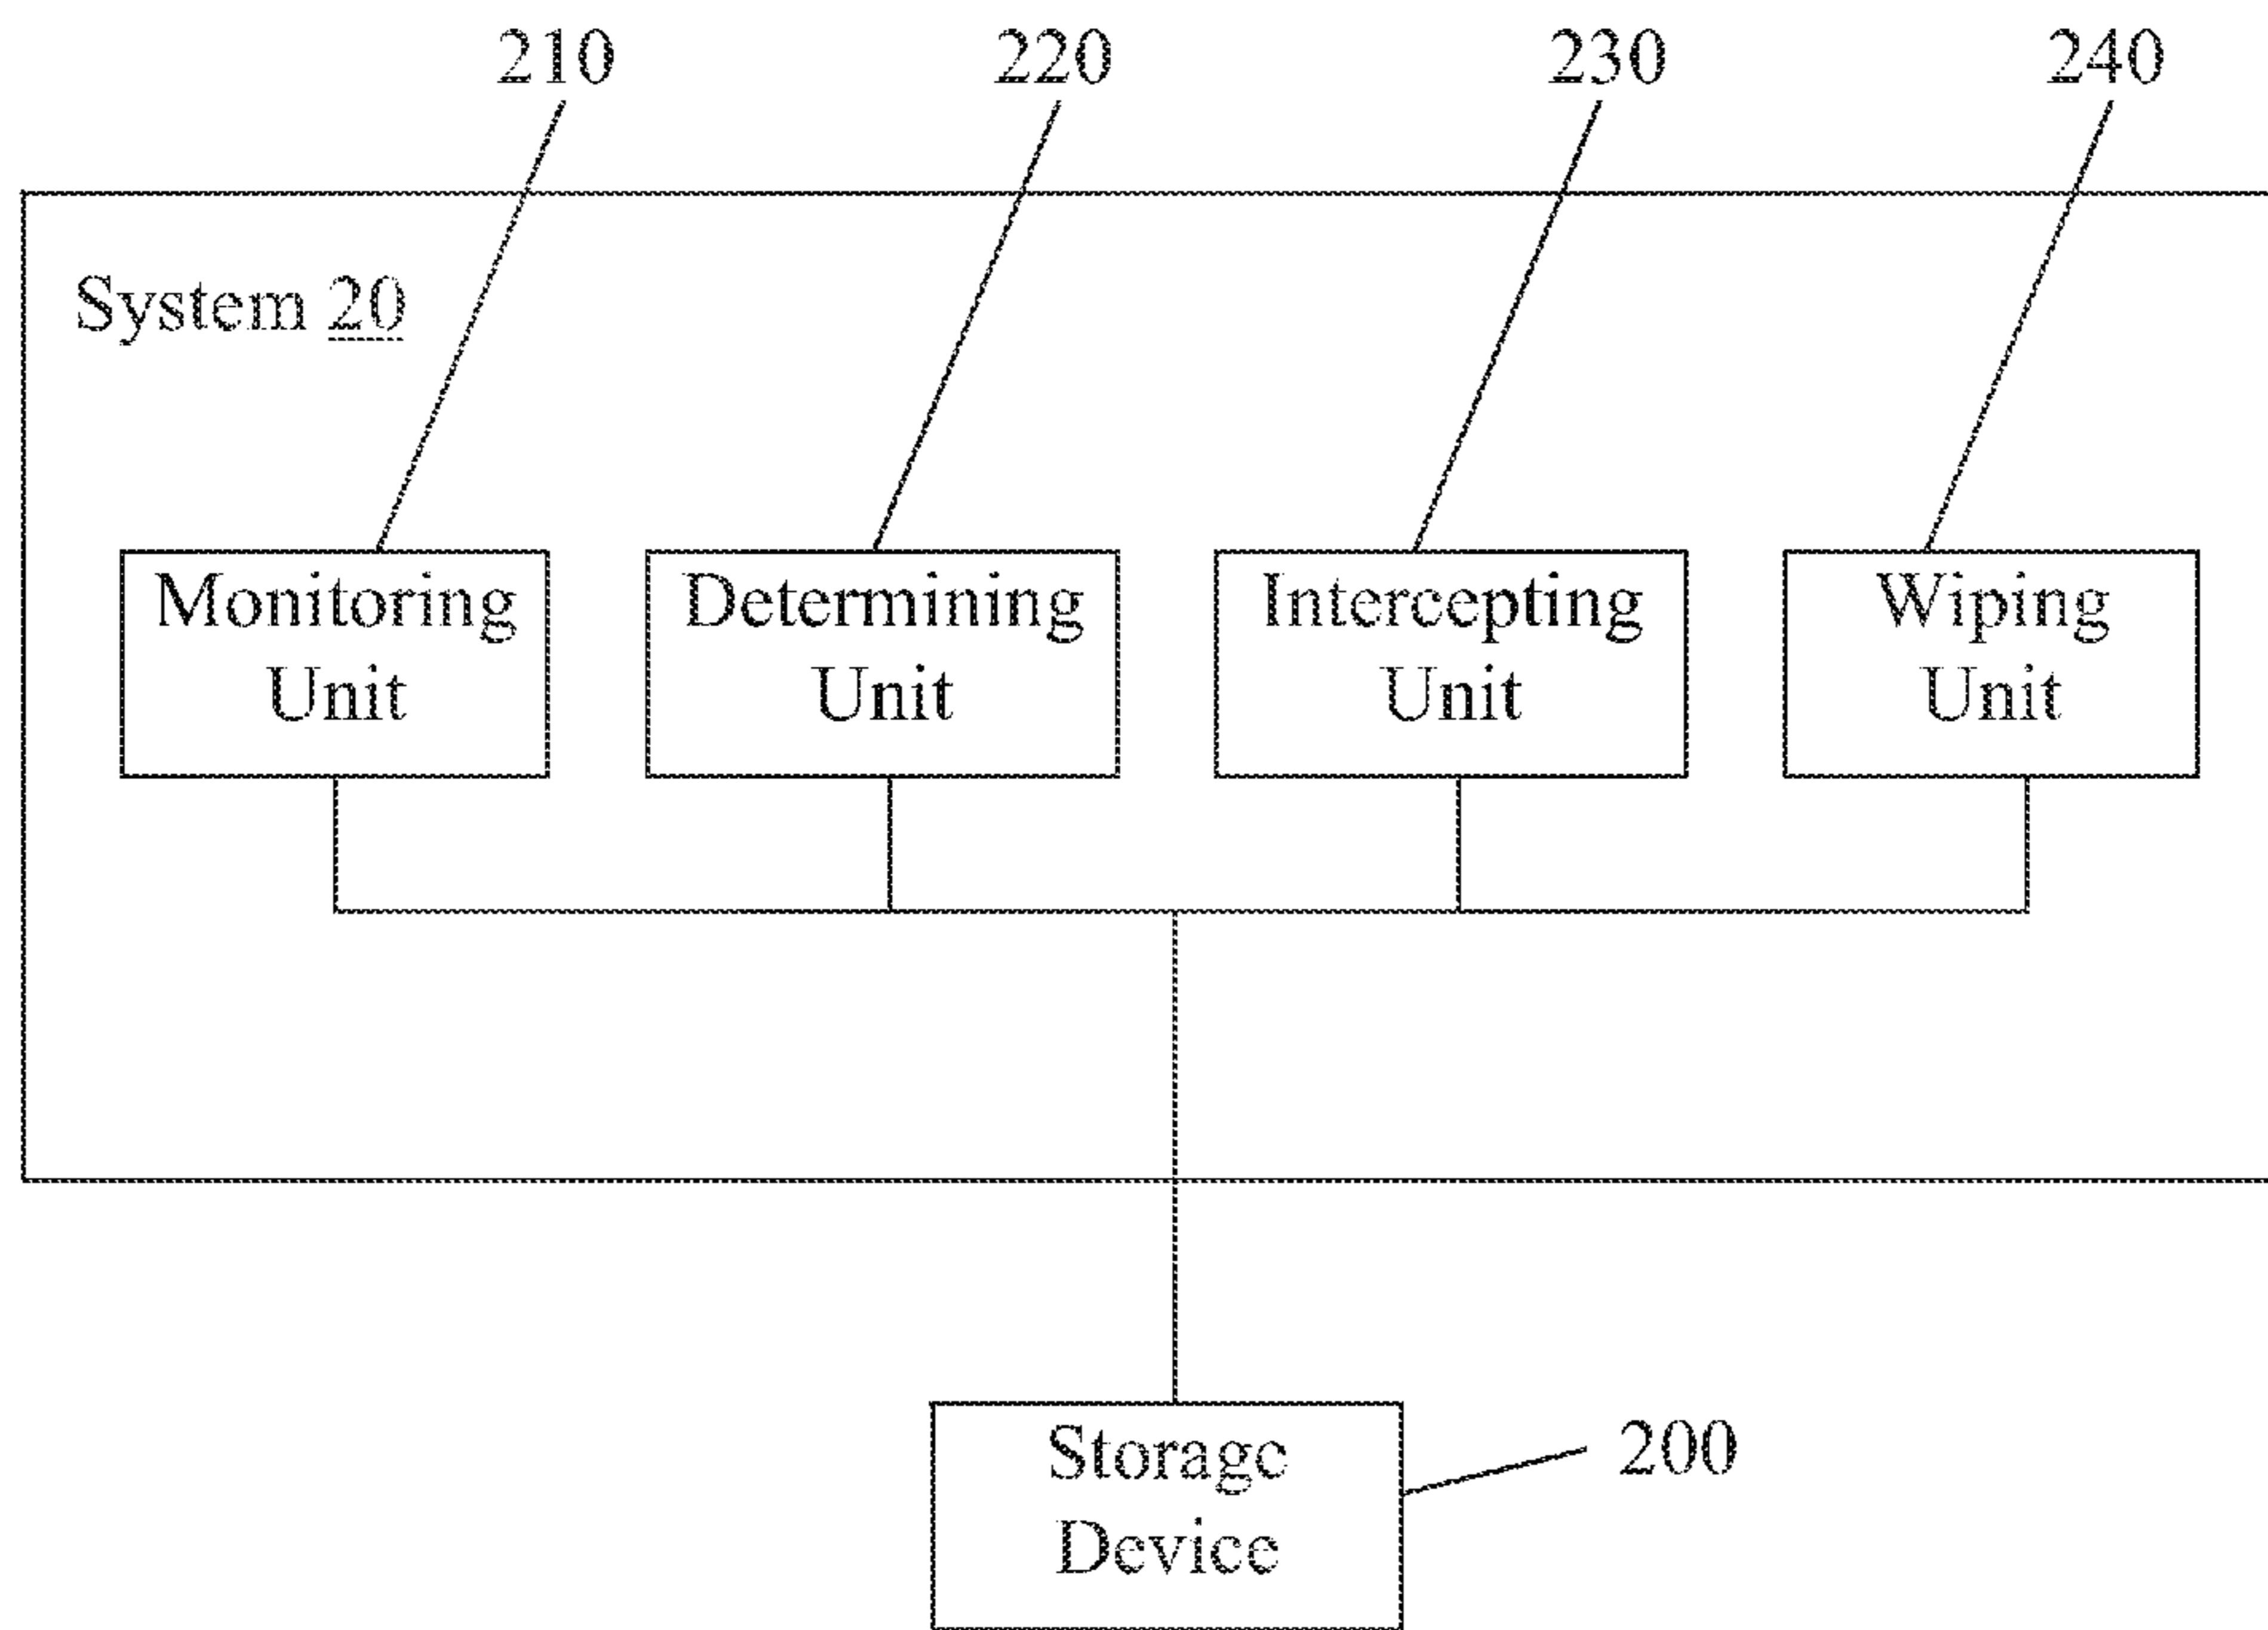 210
220
230
240
System 20
Monitoring
Unit
Determining
Unit
Intercepting
Unit
Wiping
Unit
Storage
Device
200